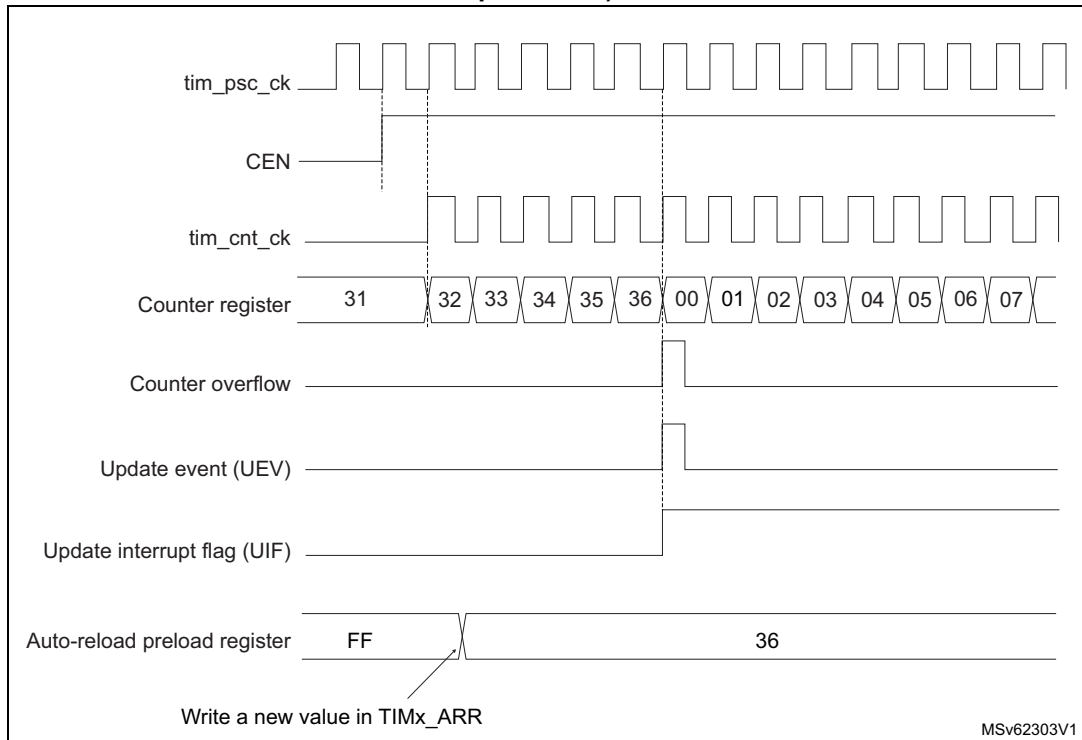 tim_psc_ck
CEN
tim_cnt_ck
Counter register 31 32 33 34 35 36 00 01 02 03 04 05 06 07
Counter overflow
Update event (UEV)
Update interrupt flag (UIF)
Auto-reload preload register FF 36
Write a new value in TIMx_ARR
MSv62303V1